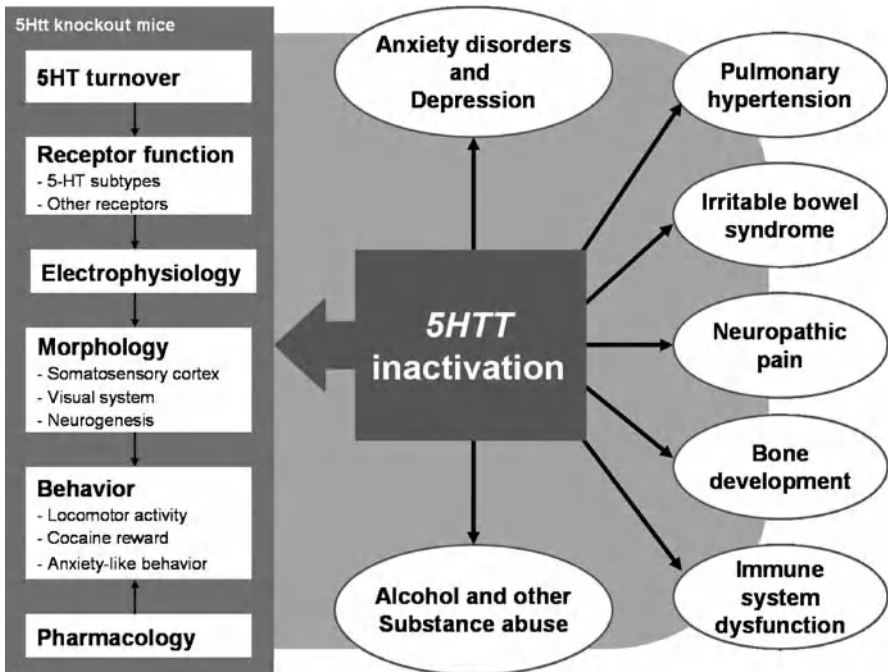 5Htt knockout mice
5HT turnover
Receptor function
- 5-HT subtypes
- Other receptors
Electrophysiology
Morphology
- Somatosensory cortex
- Visual system
- Neurogenesis
Behavior
- Locomotor activity
- Cocaine reward
- Anxiety-like behavior
Pharmacology
5HTT
inactivation
Anxiety disorders
and
Depression
Pulmonary
hypertension
Irritable bowel
syndrome
Neuropathic
pain
Bone
development
Immune
system
dysfunction
Alcohol and other
Substance abuse